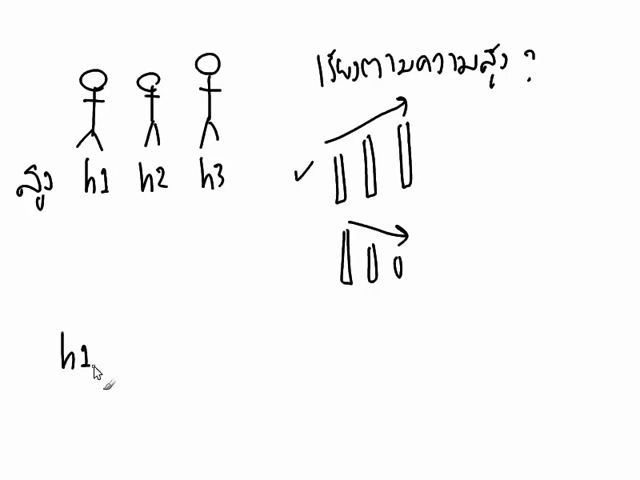 เรียงตามความสูง ?
สูง h1 h2 h3
h1